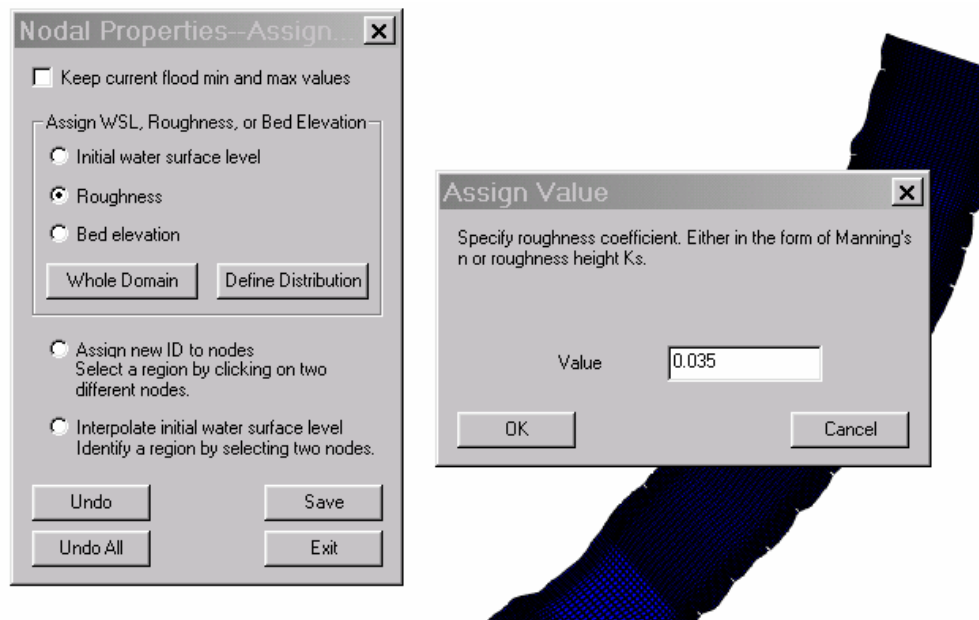 Nodal Properties--Assign...
Keep current flood min and max values
Assign WSL, Roughness, or Bed Elevation
Initial water surface level
Roughness
Bed elevation
Whole Domain
Define Distribution
Assign new ID to nodes
Select a region by clicking on two
different nodes.
Interpolate initial water surface level
Identify a region by selecting two nodes.
Undo
Save
Undo All
Exit
Assign Value
Specify roughness coefficient. Either in the form of Manning's
n or roughness height Ks.
Value
0.035
OK
Cancel